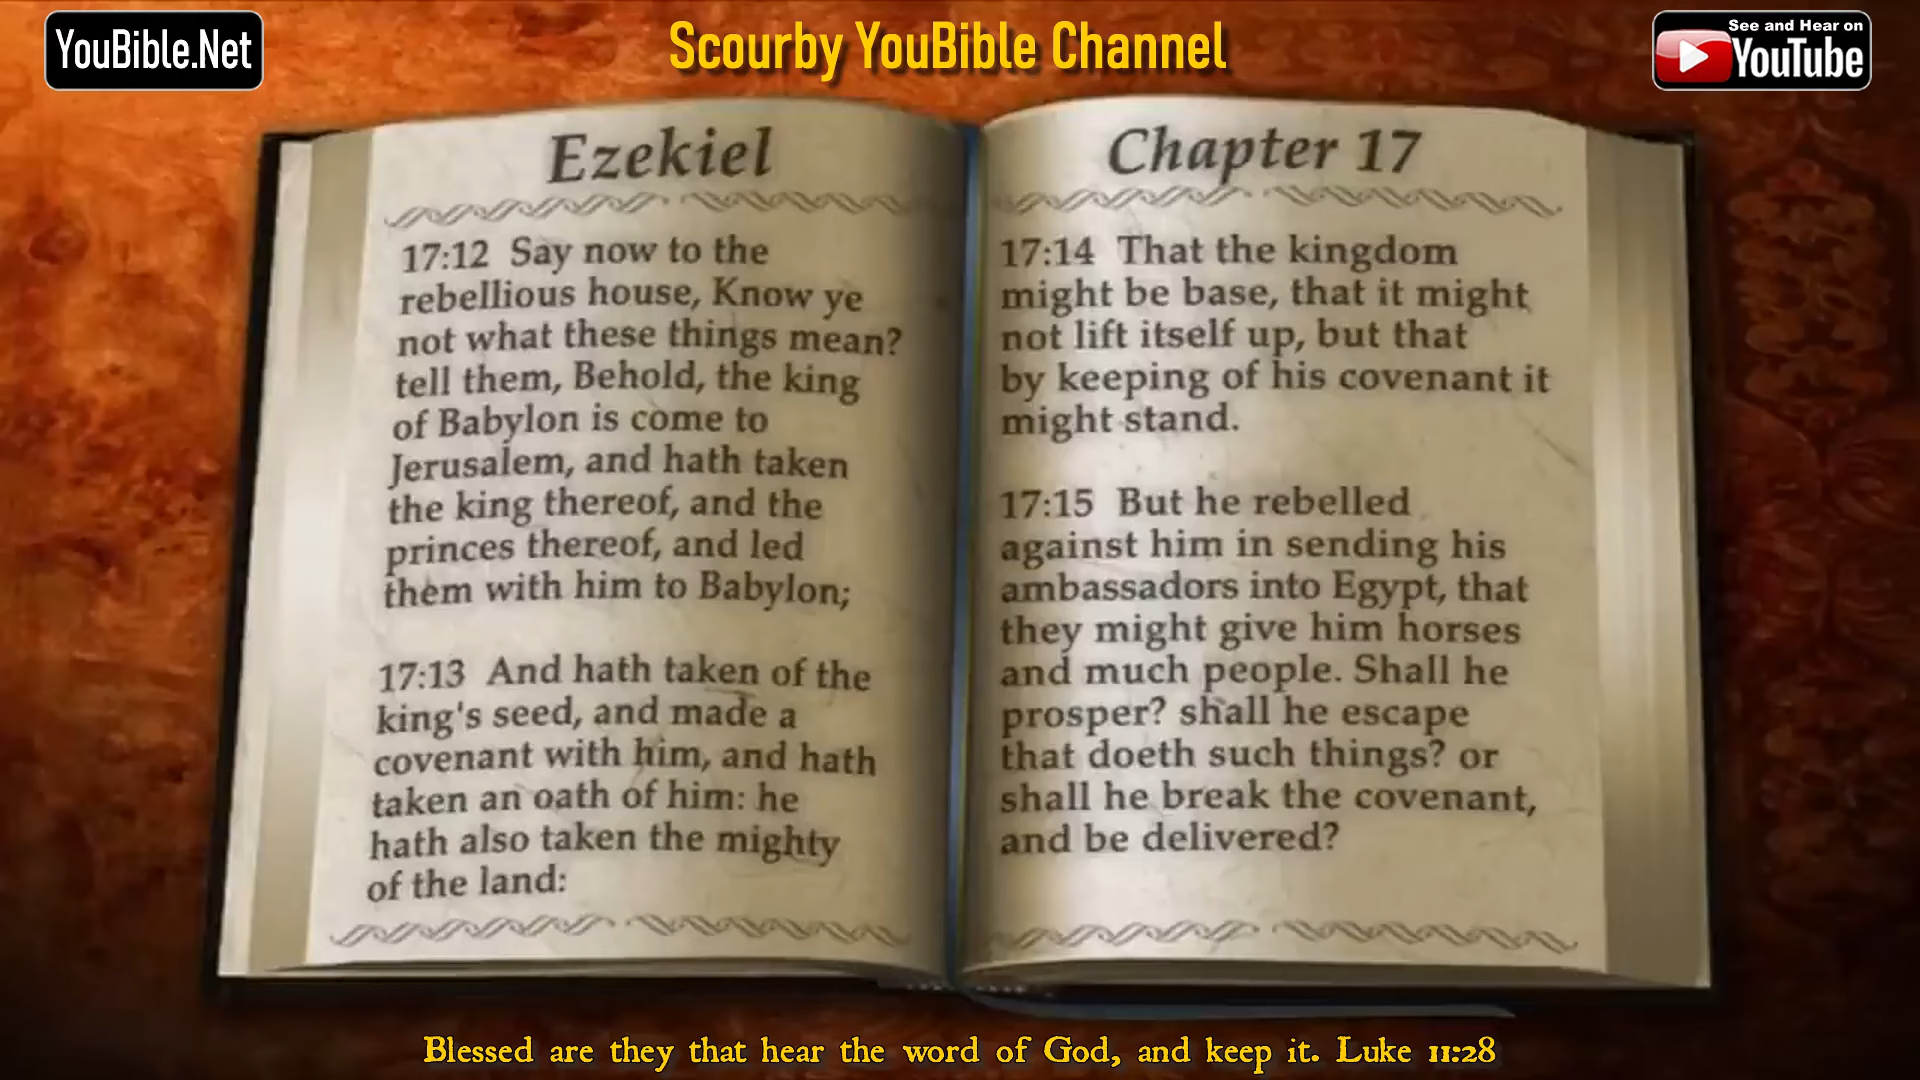 YouBible.Net
Scourby YouBible Channel
See and Hear on
YouTube
Ezekiel
17:12 Say now to the
rebellious house, Know ye
not what these things mean?
tell them, Behold, the king
of Babylon is come to
Jerusalem, and hath taken
the king thereof, and the
princes thereof, and led
them with him to Babylon;
17:13 And hath taken of the
king's seed, and made a
covenant with him, and hath
taken an oath of him: he
hath also taken the mighty
of the land:
Chapter 17
17:14 That the kingdom
might be base, that it might
not lift itself up, but that
by keeping of his covenant it
might stand.
17:15 But he rebelled
against him in sending his
ambassadors into Egypt, that
they might give him horses
and much people. Shall he
prosper? shall he escape
that doeth such things? or
shall he break the covenant,
and be delivered?
Blessed are they that hear the word of God, and keep it. Luke 11:28